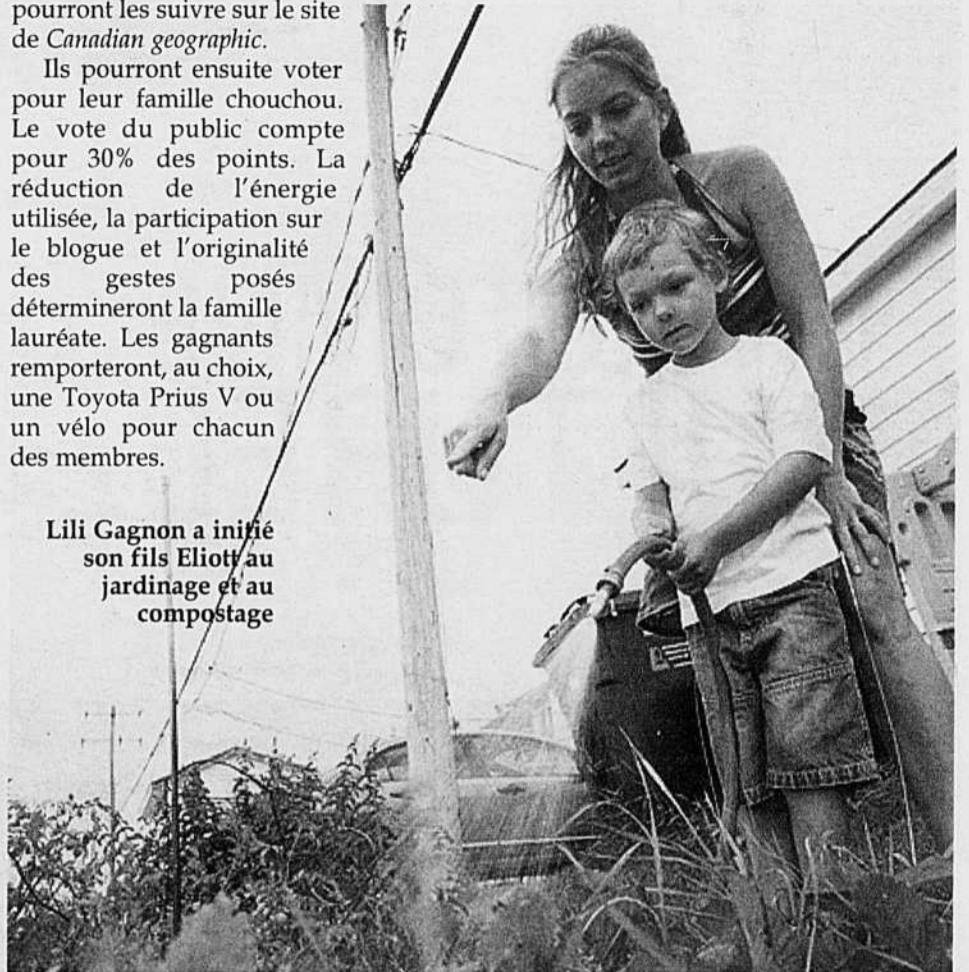 pourront les suivre sur le site
de Canadian geographic.
Ils pourront ensuite voter
pour leur famille chouchou.
Le vote du public compte
pour 30% des points. La
réduction de l'énergie
utilisée, la participation sur
le blogue et l'originalité
des gestes posés
détermineront la famille
lauréate. Les gagnants
remporteront, au choix,
une Toyota Prius V ou
un vélo pour chacun
des membres.
Lili Gagnon a initié
son fils Eliott au
jardinage et au
compostage